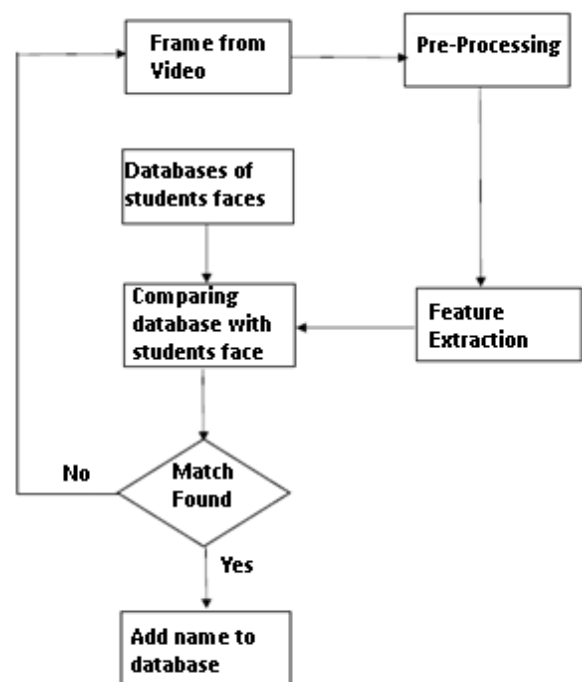 Frame from
Video
Pre-Processing
Databases of
students faces
Comparing
database with
students face
Feature
Extraction
Match
Found
No
Yes
Add name to
database